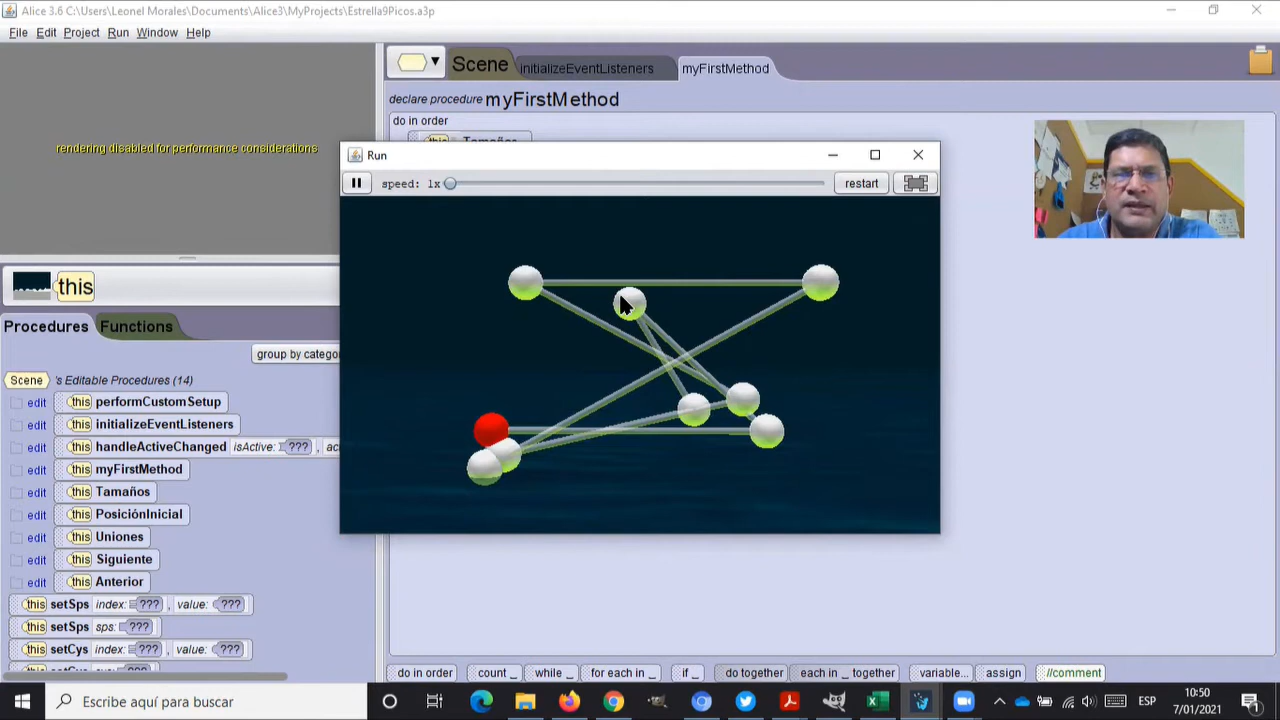 Alice 3.6 C:\Users\Leonel Morales\Documents\Alice3\MyProjects\Estrella9Picos.a3p
File Edit Project Run Window Help
Scene initializeEventListeners myFirstMethod
declare procedure myFirstMethod
do in order
this Tamaños
rendering disabled for performance considerations
Run
speed: 1x restart
this
Procedures Functions
group by catego
Scene 's Editable Procedures (14)
edit this performCustomSetup
edit this initializeEventListeners
edit this handleActiveChanged isActive: ???, ac
edit this myFirstMethod
edit this Tamaños
edit this PosiciónInicial
edit this Uniones
edit this Siguiente
edit this Anterior
this setSps index: ???, value: ???
this setSps sps: ???
this setCys index: ???, value: ???
do in order count _ while _ for each in _ if _ do together each in _ together variable... assign //comment
Escribe aquí para buscar
ESP
10:50
7/01/2021